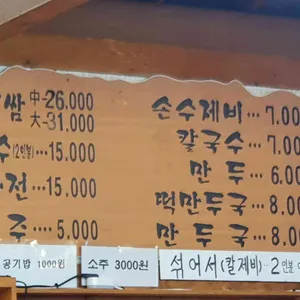 쌈 中-26.000
大-31.000
수(2인분)...15.000
전...15.000
주...5.000
손수제비...7.00
칼국수...7.00
만두...6.00
떡만두국...8.00
만두국...8.00
공기밥 1000원
소주 3000원
섞어서(칼제비)-2인분